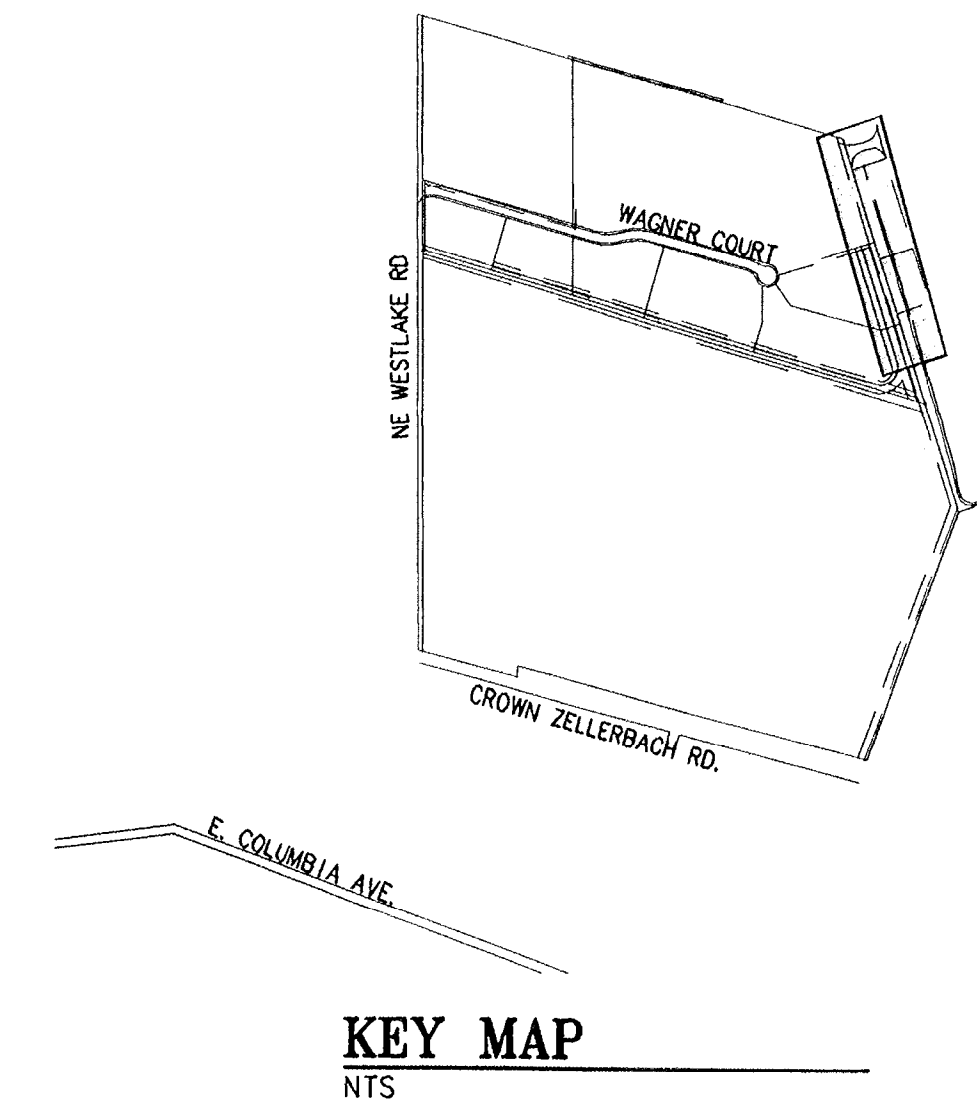 WAGNER COURT
NE WESTLAKE RD
CROWN ZELLERBACH RD.
E. COLUMBIA AVE.
KEY MAP
NTS